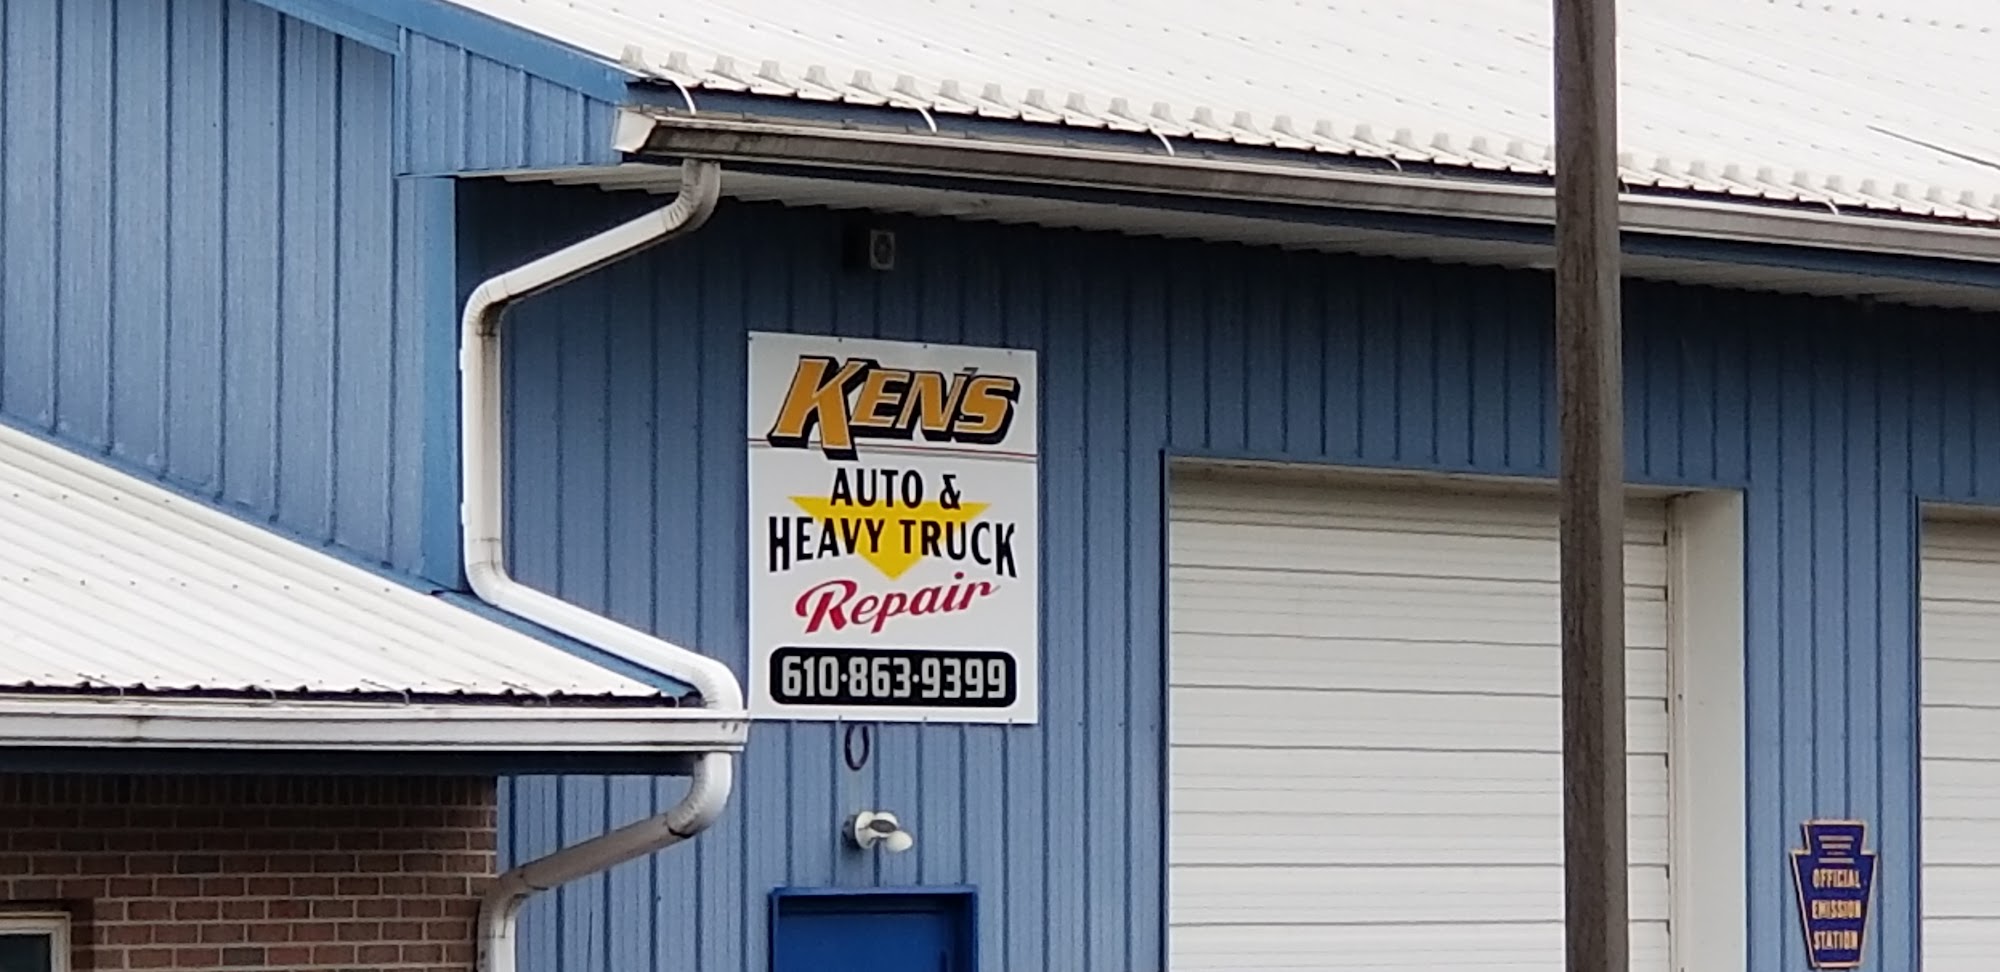 KEN'S
AUTO &
HEAVY TRUCK
Repair
610·863·9399
OFFICIAL
EMISSION
STATION